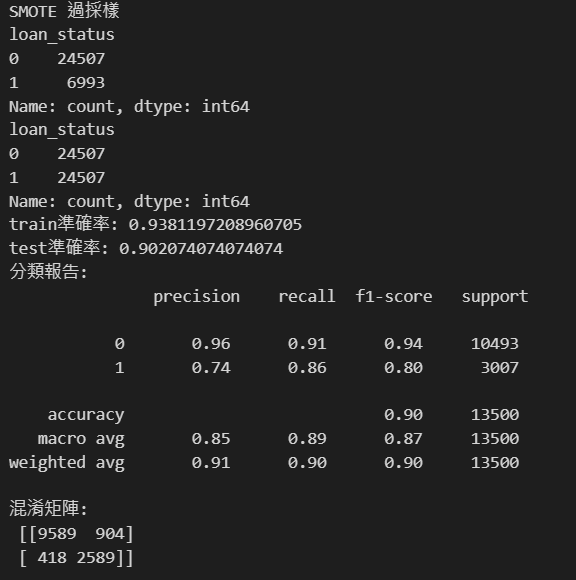 SMOTE 過採樣
loan_status
0    24507
1     6993
Name: count, dtype: int64
loan_status
0    24507
1    24507
Name: count, dtype: int64
train準確率: 0.9381197208960705
test準確率: 0.902074074074074
分類報告:
              precision    recall  f1-score   support

           0       0.96      0.91      0.94     10493
           1       0.74      0.86      0.80      3007

    accuracy                           0.90     13500
   macro avg       0.85      0.89      0.87     13500
weighted avg       0.91      0.90      0.90     13500

混淆矩陣:
 [[9589  904]
 [ 418 2589]]